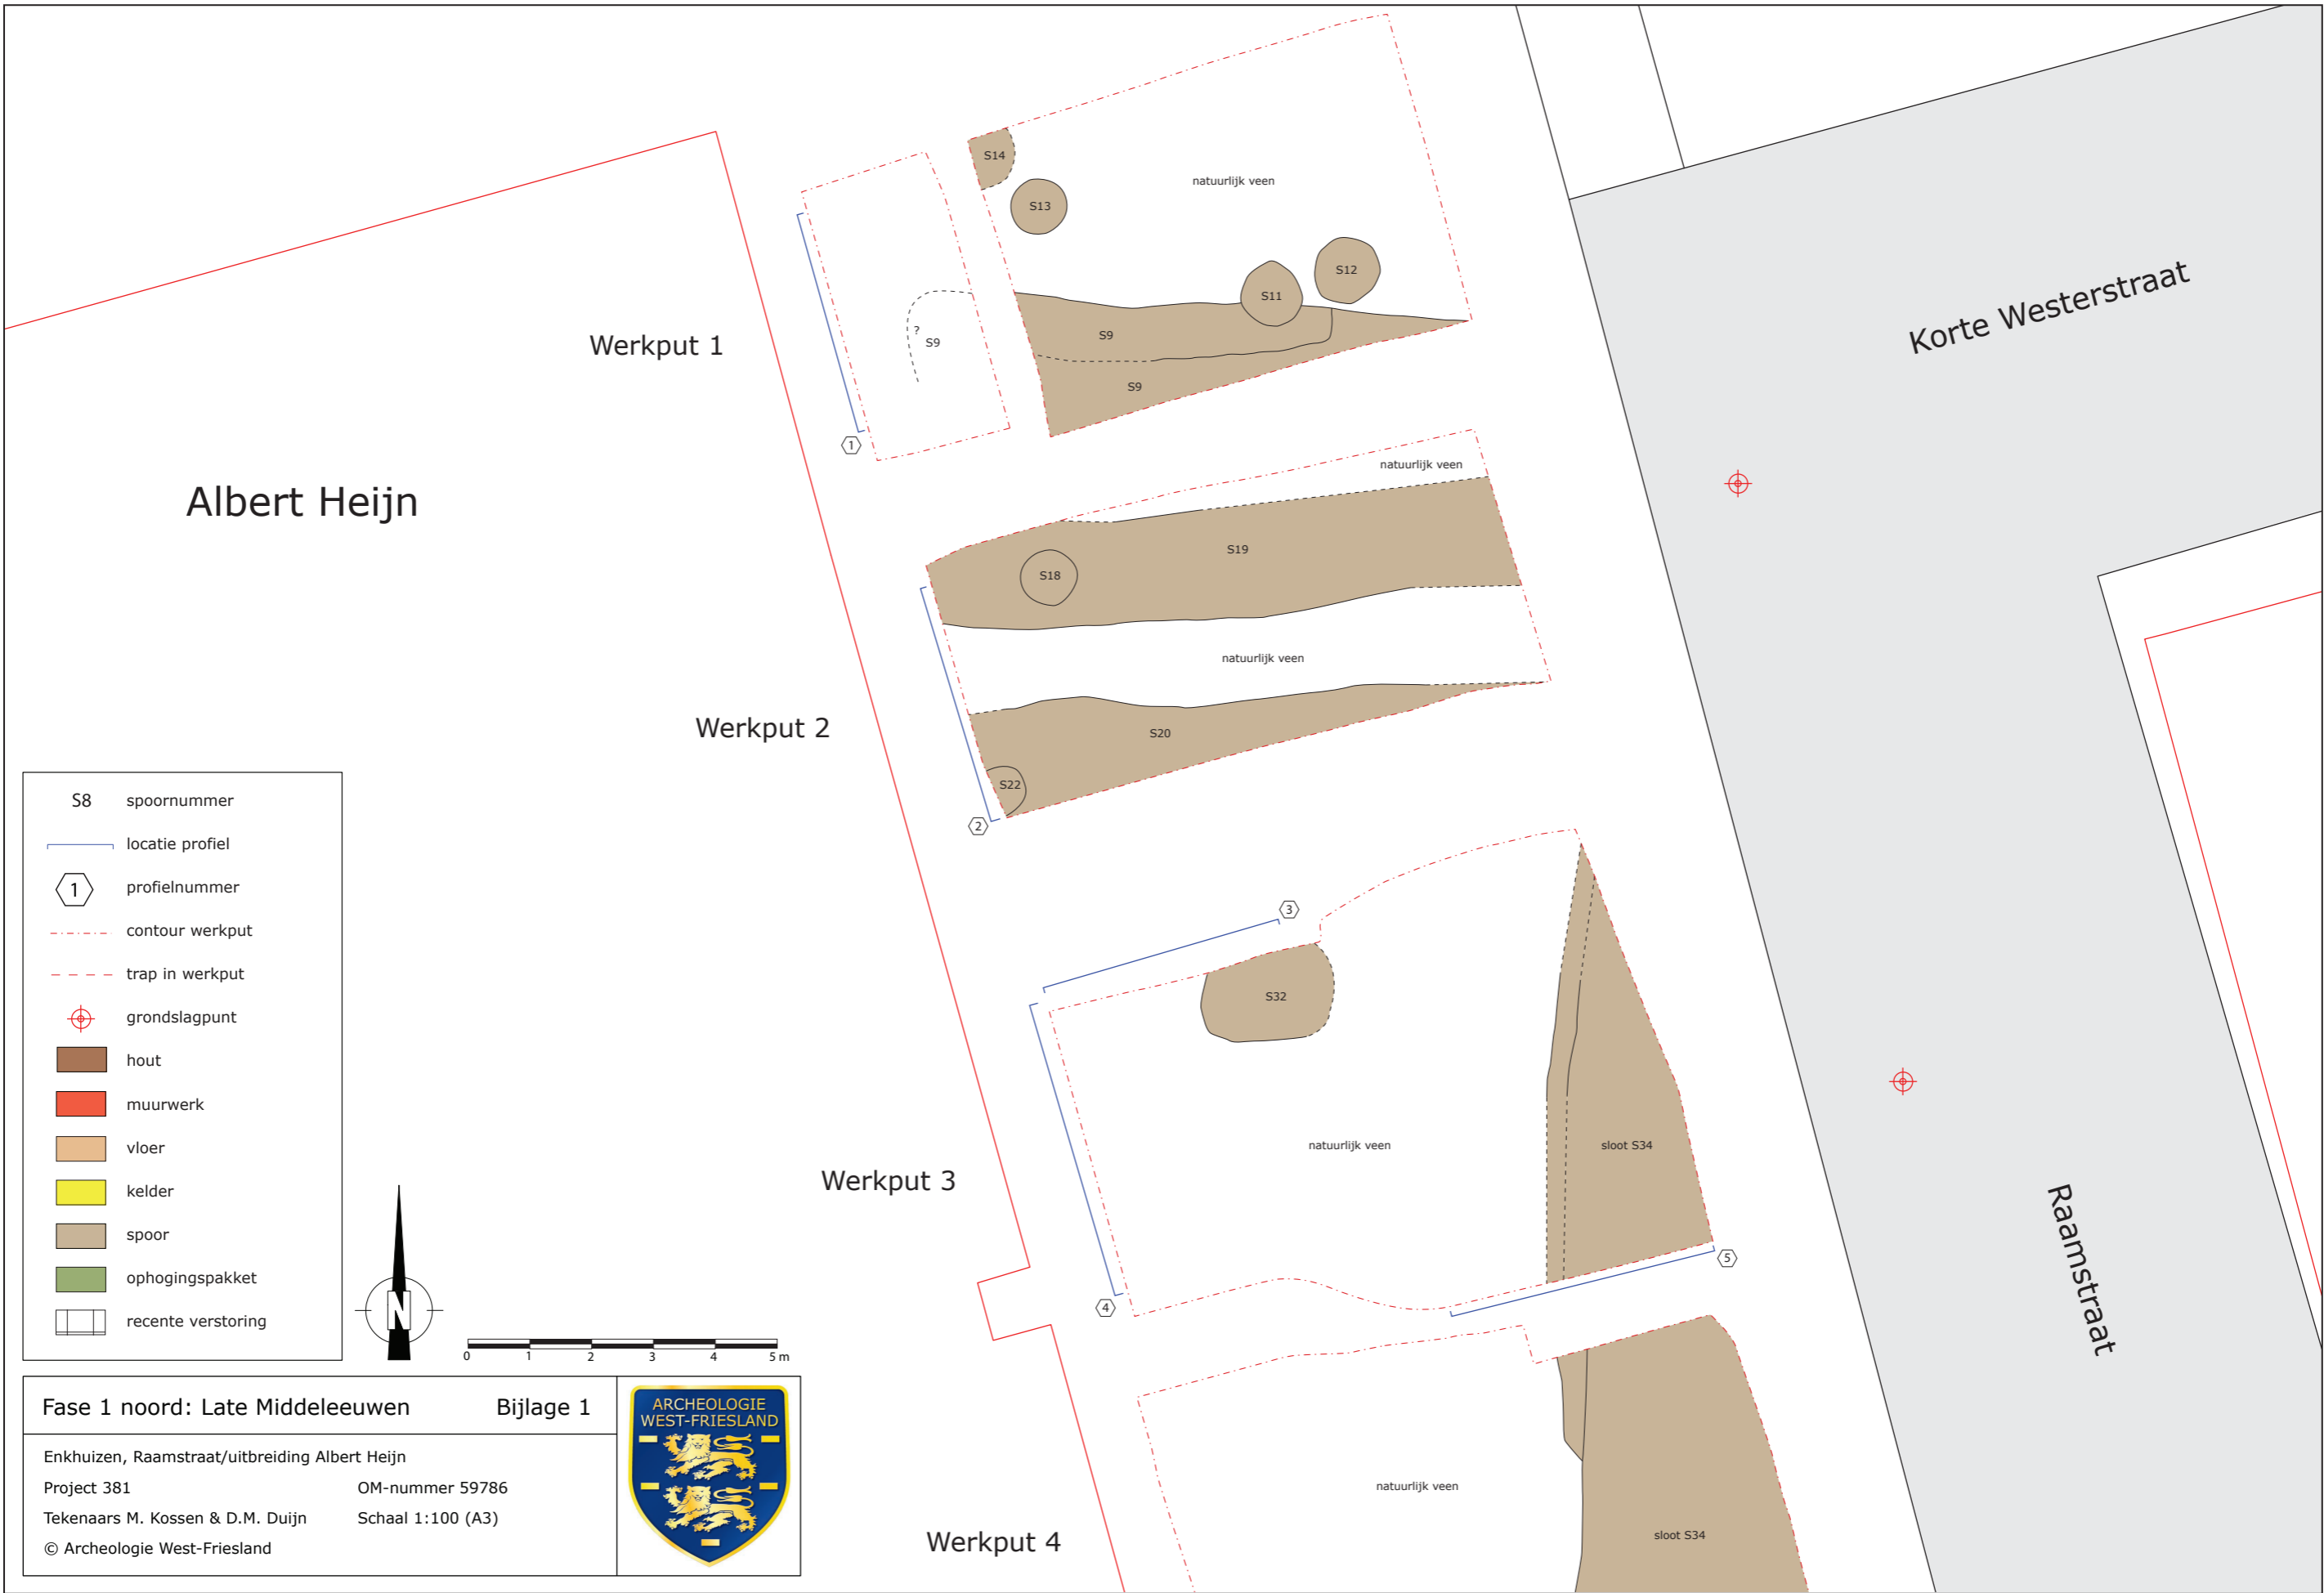 S14
natuurlijk veen
S13
S12
S11
Korte Westerstraat
Werkput 1
?
S9
S9
S9
1
natuurlijk veen
Albert Heijn
S19
S18
natuurlijk veen
Werkput 2
S20
S22
2
S8 spoornummer
locatie profiel
1 profielnummer
contour werkput
trap in werkput
grondslagpunt
hout
muurwerk
vloer
kelder
spoor
ophogingspakket
recente verstoring
3
S32
natuurlijk veen
sloot S34
Werkput 3
Raamstraat
5
4
N
0 1 2 3 4 5 m
Fase 1 noord: Late Middeleeuwen Bijlage 1
Enkhuizen, Raamstraat/uitbreiding Albert Heijn
Project 381 OM-nummer 59786
Tekenaars M. Kossen & D.M. Duijn Schaal 1:100 (A3)
© Archeologie West-Friesland
ARCHEOLOGIE
WEST-FRIESLAND
natuurlijk veen
sloot S34
Werkput 4